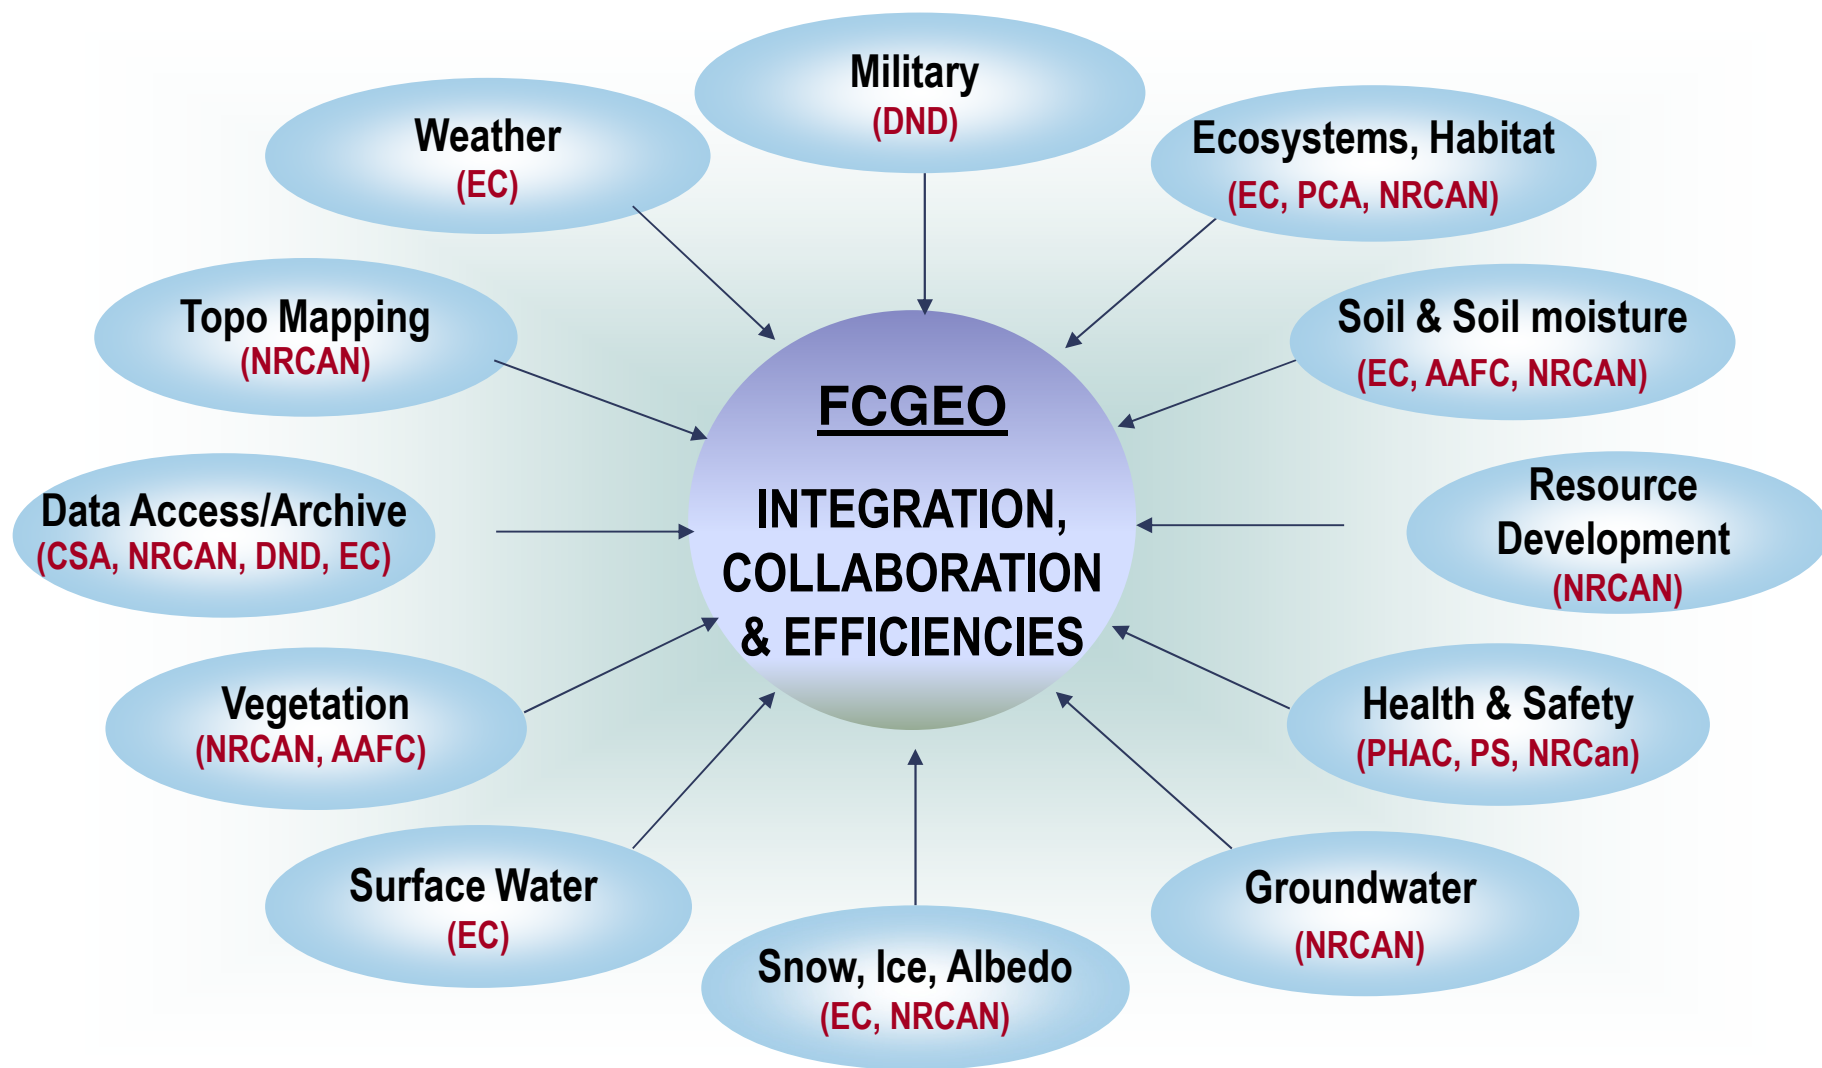 Military
(DND)
Weather
(EC)
Ecosystems, Habitat
(EC, PCA, NRCAN)
Topo Mapping
(NRCAN)
Soil & Soil moisture
(EC, AAFC, NRCAN)
FCGEO
INTEGRATION,
COLLABORATION
& EFFICIENCIES
Data Access/Archive
(CSA, NRCAN, DND, EC)
Resource
Development
(NRCAN)
Vegetation
(NRCAN, AAFC)
Health & Safety
(PHAC, PS, NRCan)
Surface Water
(EC)
Groundwater
(NRCAN)
Snow, Ice, Albedo
(EC, NRCAN)